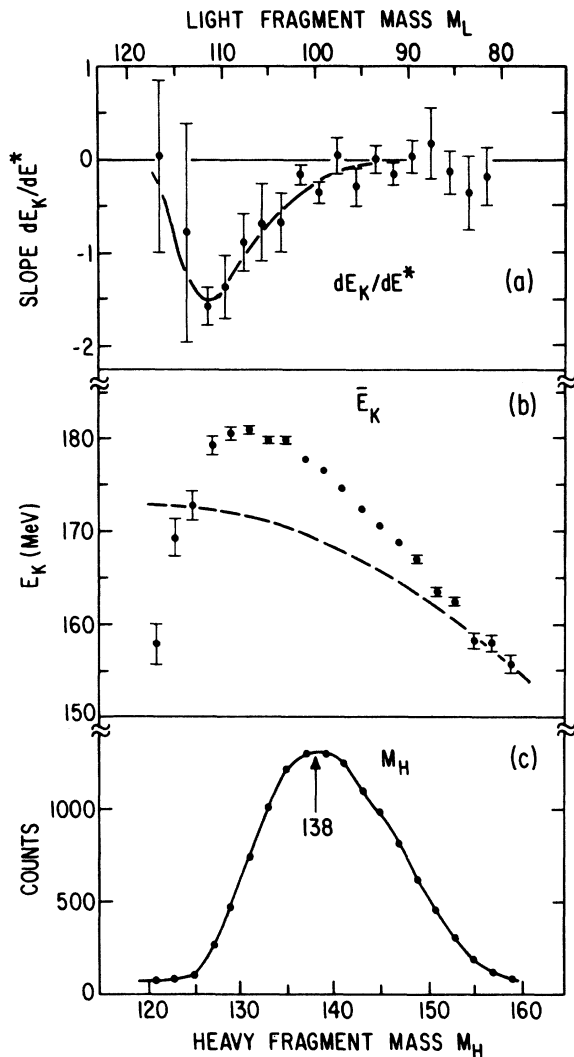 LIGHT FRAGMENT MASS M_L
120 110 100 90 80
1
0
-1
-2
SLOPE dE_K/dE*
dE_K/dE*
(a)
Ē_K
(b)
180
170
160
150
E_K (MeV)
M_H
(c)
138
1000
500
0
COUNTS
120 130 140 150 160
HEAVY FRAGMENT MASS M_H